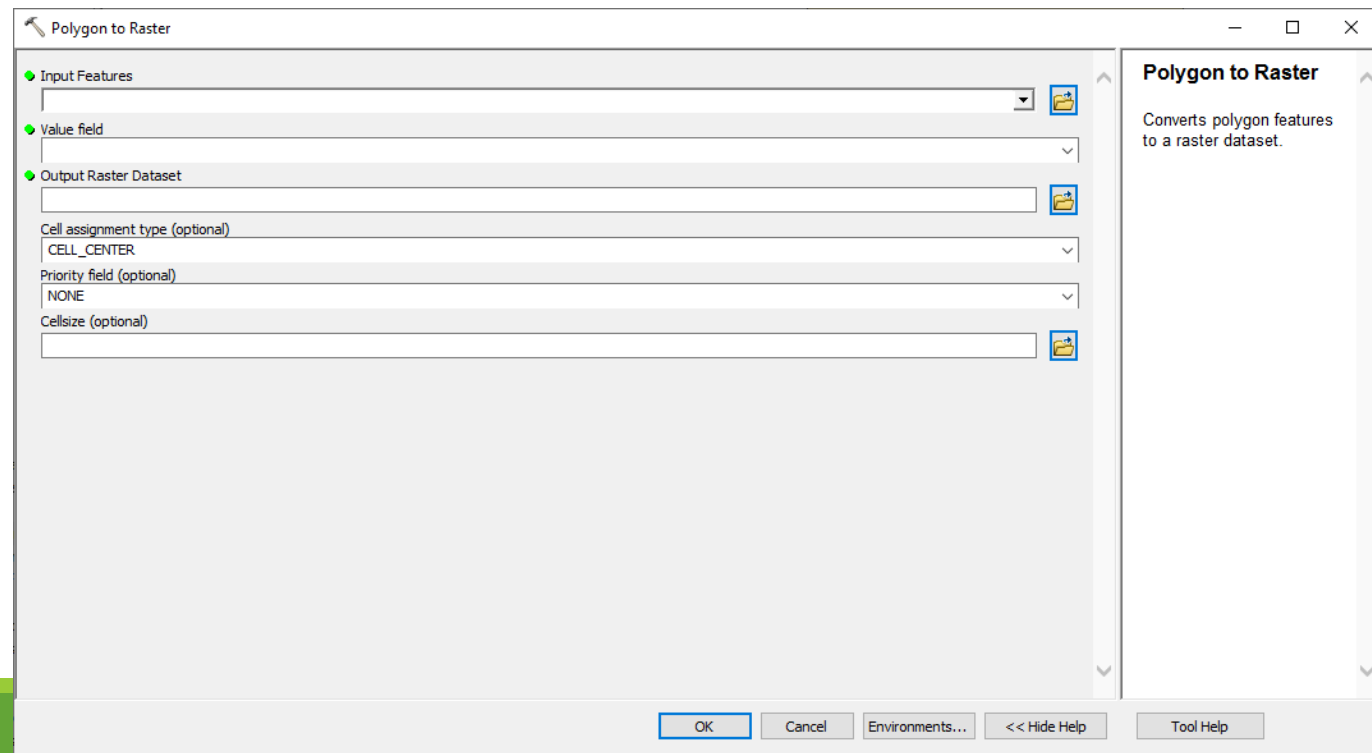 Polygon to Raster
Input Features
Value field
Output Raster Dataset
Cell assignment type (optional)
CELL_CENTER
Priority field (optional)
NONE
Cellsize (optional)
Polygon to Raster
Converts polygon features
to a raster dataset.
OK
Cancel
Environments...
<< Hide Help
Tool Help